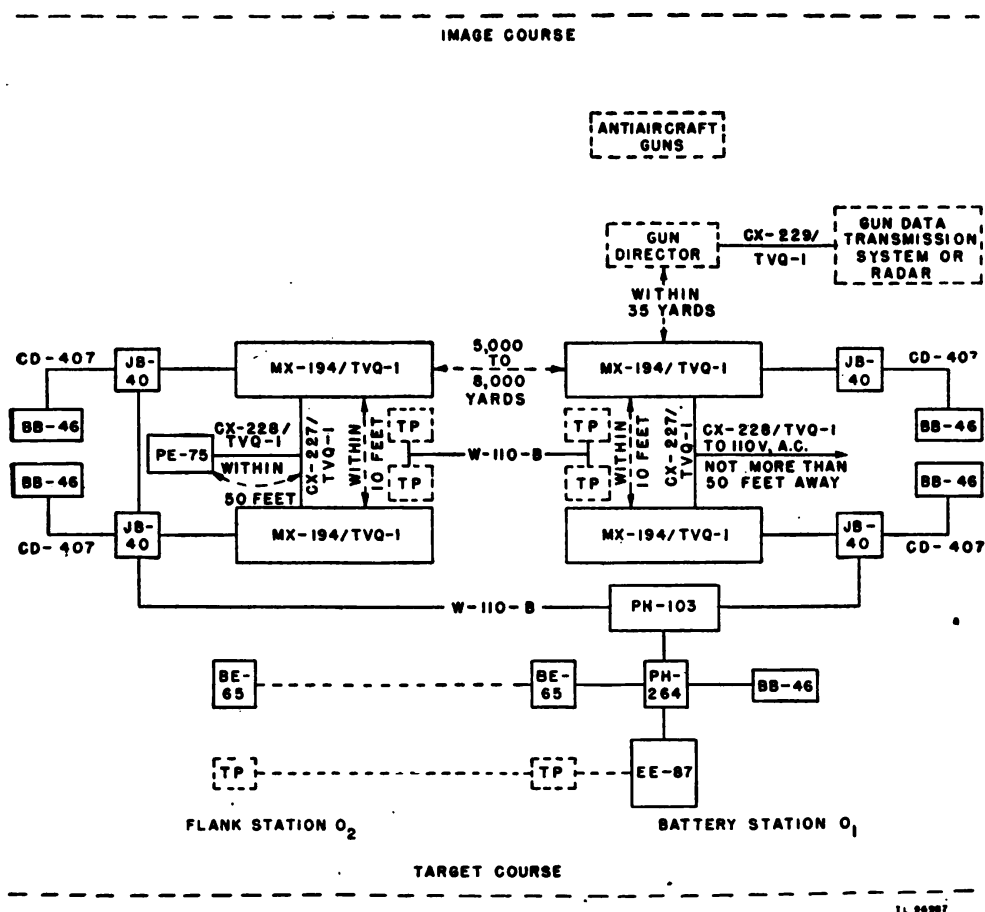 IMAGE COURSE
ANTIAIRCRAFT
GUNS
GUN
DIRECTOR
CX-229/
TVQ-1
GUN DATA
TRANSMISSION
SYSTEM OR
RADAR
WITHIN
35 YARDS
CD-407
JB-
40
MX-194/TVQ-1
5,000
TO
8,000
YARDS
MX-194/TVQ-1
JB-
40
CD-407
BB-46
PE-75
CX-228/
TVQ-1
WITHIN
50 FEET
CX-227/
TVQ-1
WITHIN
10 FEET
TP
TP
W-110-B
TP
TP
WITHIN
10 FEET
CX-227/
TVQ-1
CX-228/TVQ-1
TO 110V, A.C.
NOT MORE THAN
50 FEET AWAY
BB-46
BB-46
BB-46
CD-407
JB-
40
MX-194/TVQ-1
MX-194/TVQ-1
JB-
40
CD-407
W-110-B
PH-103
BE-
65
BE-
65
PH-
264
BB-46
TP
TP
EE-87
FLANK STATION O2
BATTERY STATION O1
TARGET COURSE